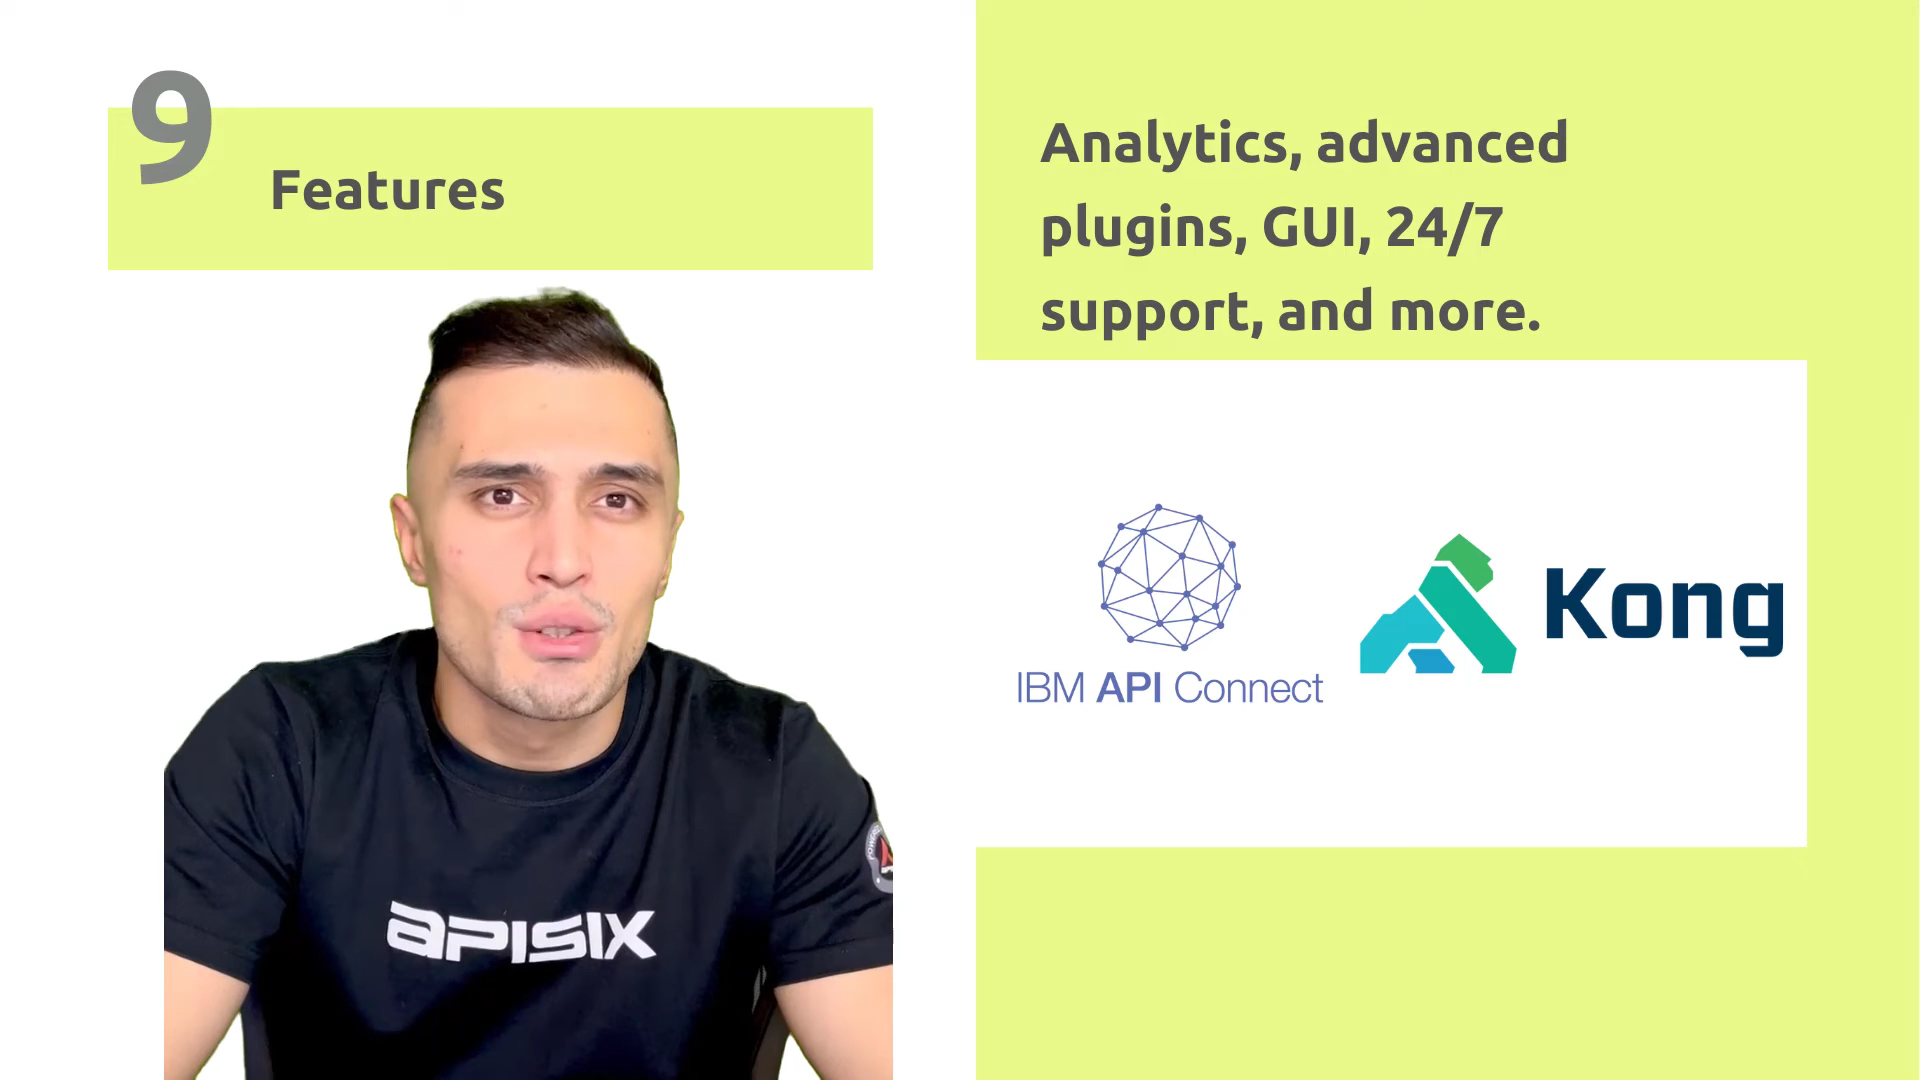 9
Features
Analytics, advanced
plugins, GUI, 24/7
support, and more.
IBM API Connect
Kong
APISIX